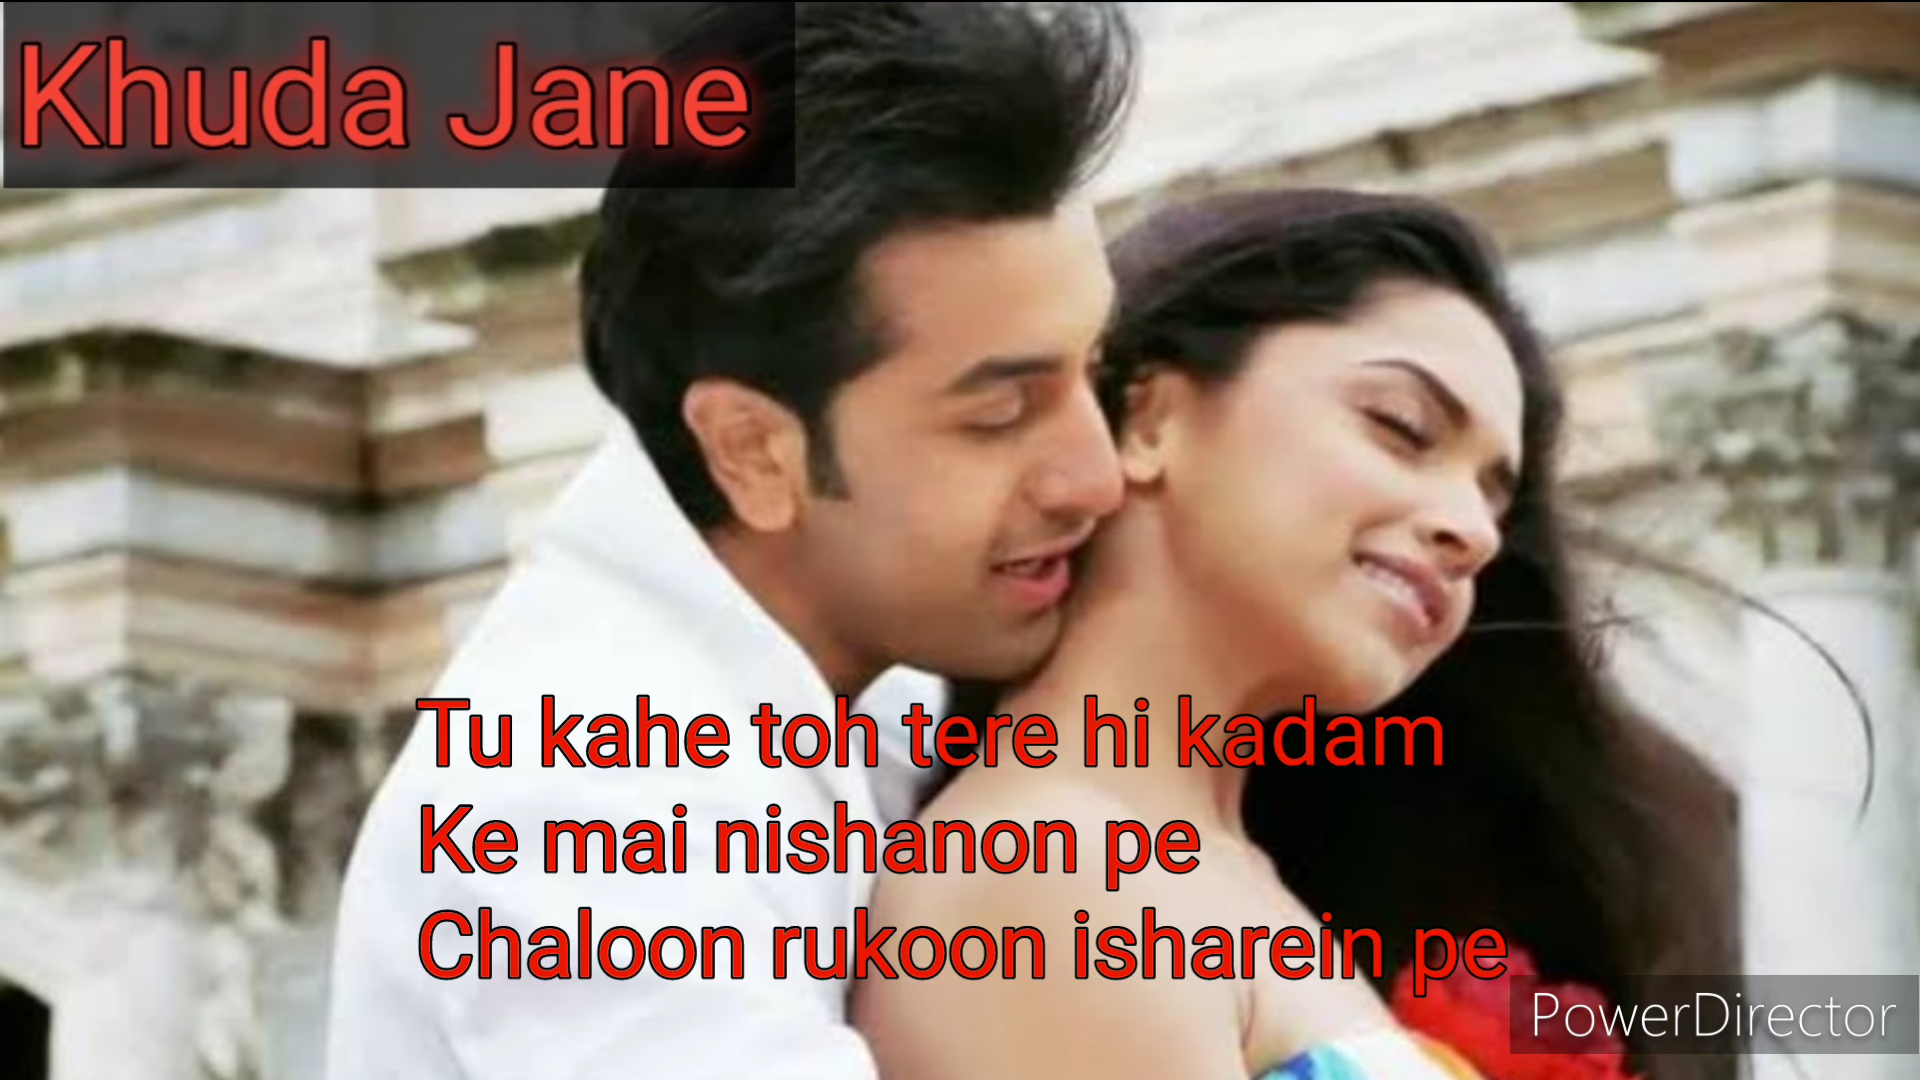 Khuda Jane
Tu kahe toh tere hi kadam
Ke mai nishanon pe
Chaloon rukoon isharein pe
PowerDirector